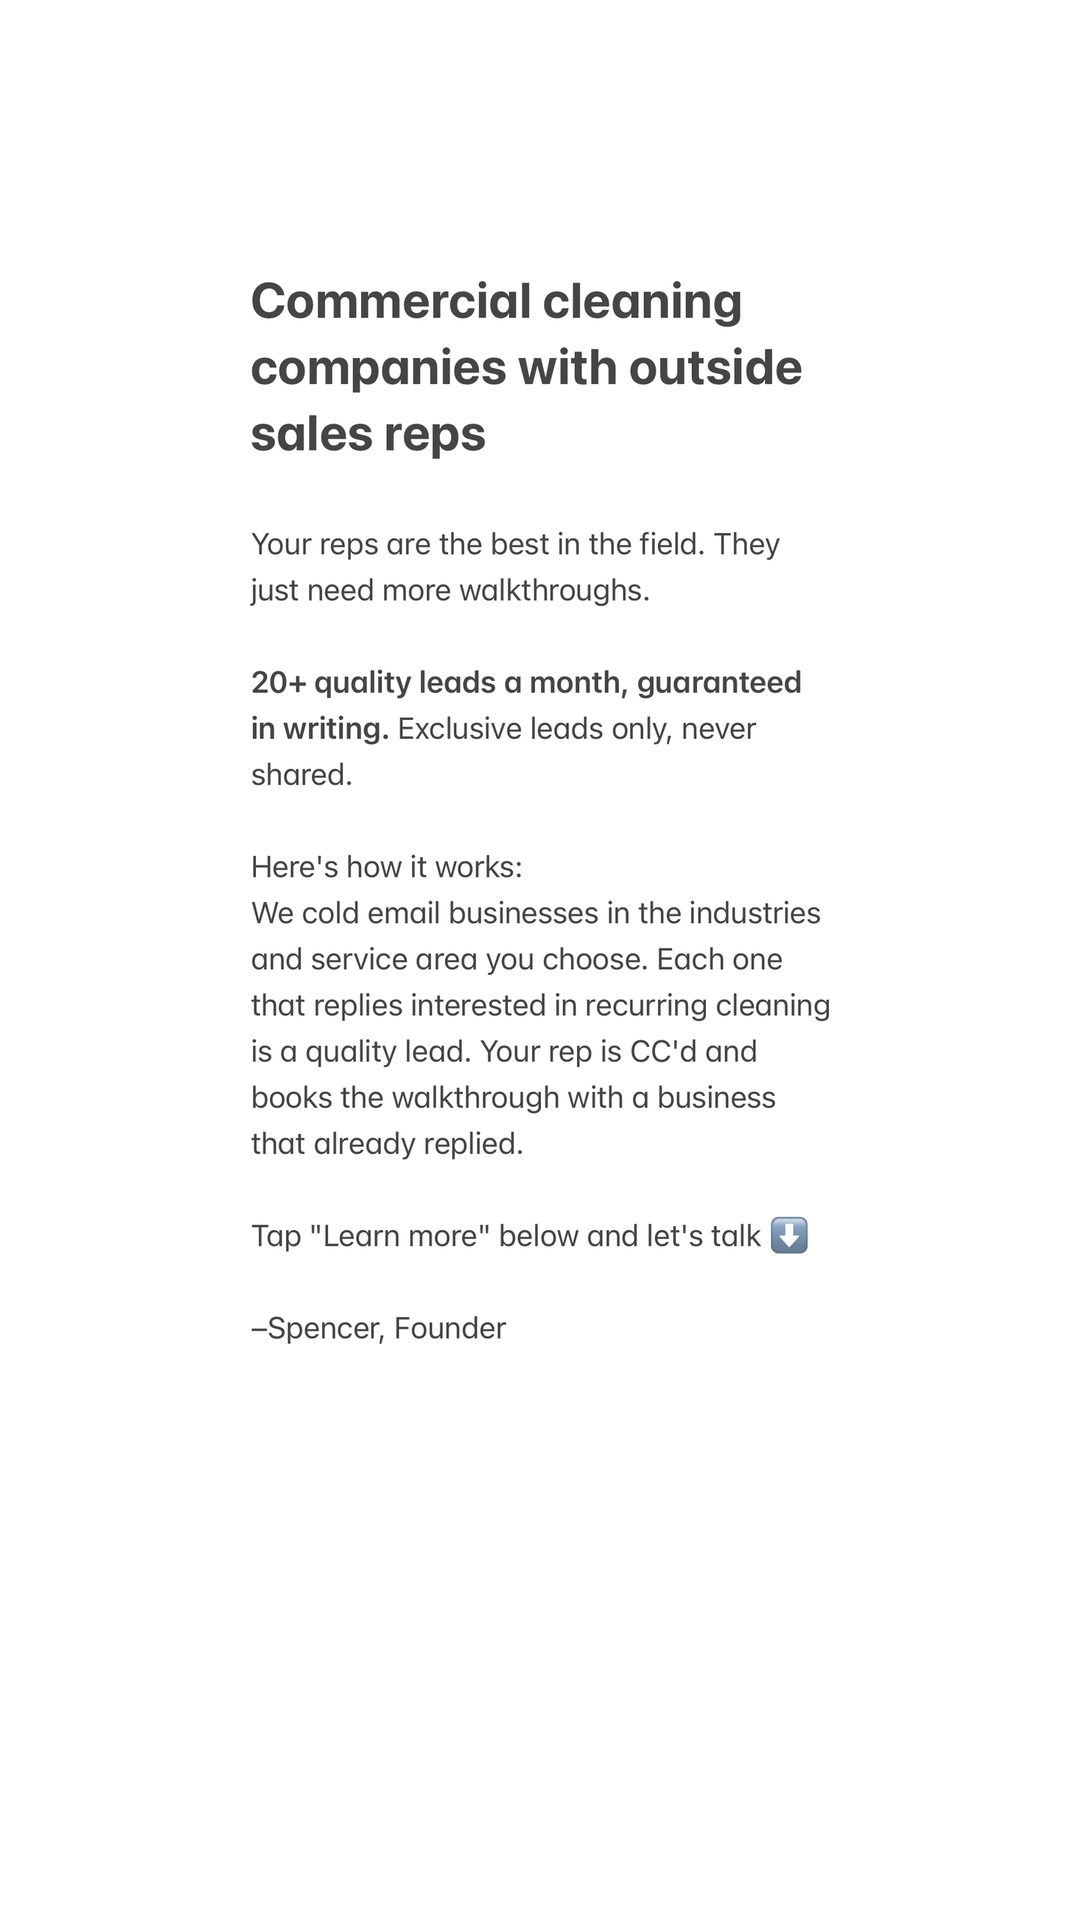 Commercial cleaning
companies with outside
sales reps
Your reps are the best in the field. They
just need more walkthroughs.
20+ quality leads a month, guaranteed
in writing. Exclusive leads only, never
shared.
Here's how it works:
We cold email businesses in the industries
and service area you choose. Each one
that replies interested in recurring cleaning
is a quality lead. Your rep is CC'd and
books the walkthrough with a business
that already replied.
Tap "Learn more" below and let's talk ⬇️
–Spencer, Founder